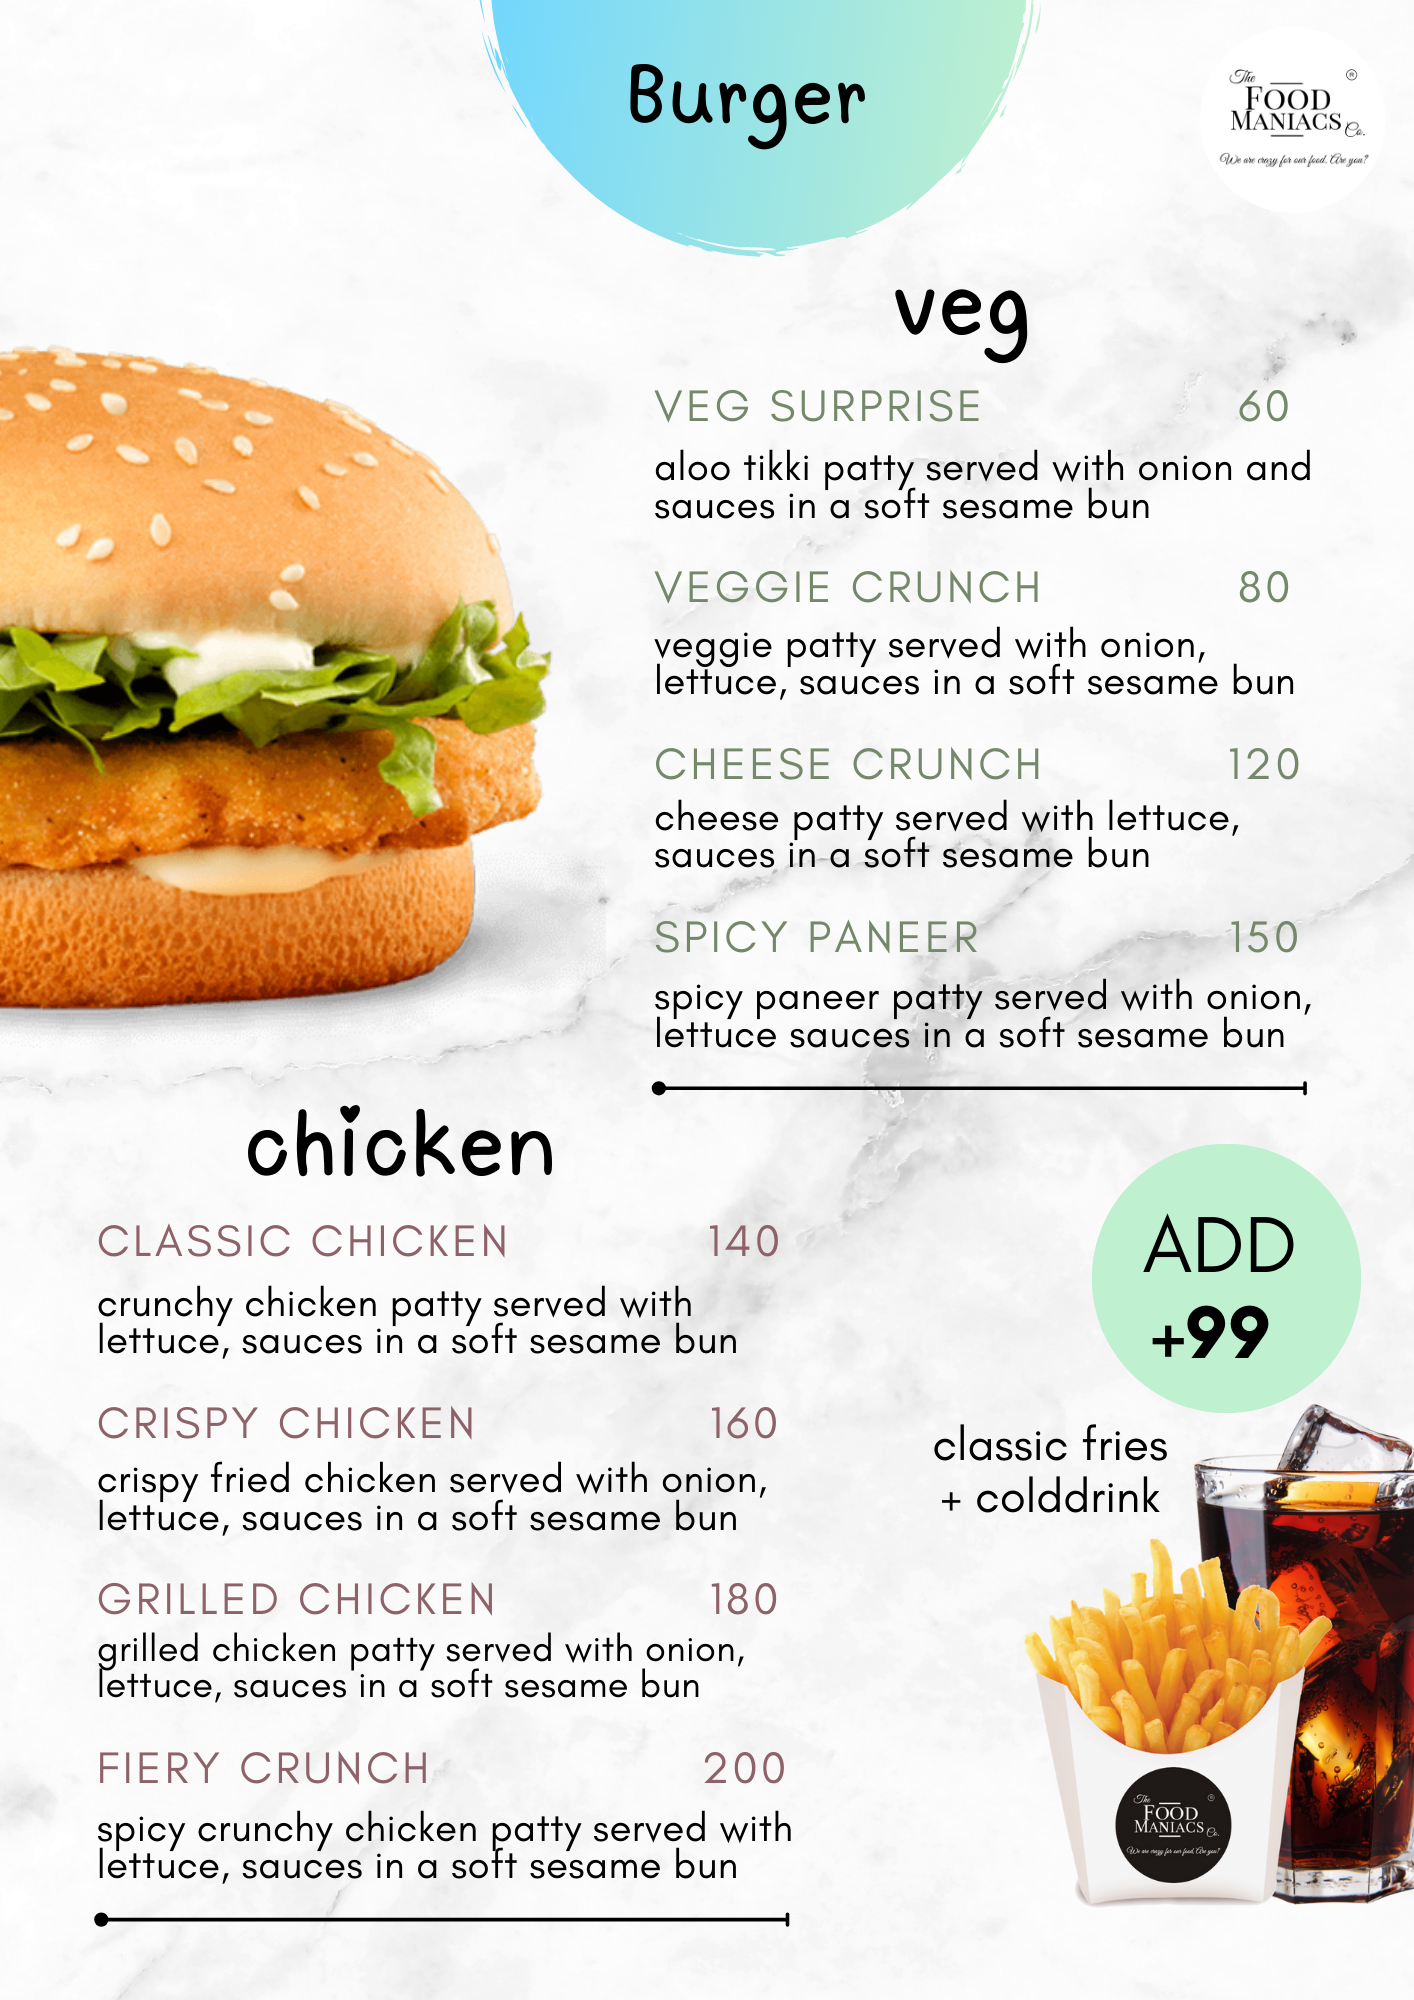 Burger
The
FOOD
MANIACS Co.
®
We are crazy for our food. Are you?
veg
VEG SURPRISE 60
aloo tikki patty served with onion and
sauces in a soft sesame bun
VEGGIE CRUNCH 80
veggie patty served with onion,
lettuce, sauces in a soft sesame bun
CHEESE CRUNCH 120
cheese patty served with lettuce,
sauces in a soft sesame bun
SPICY PANEER 150
spicy paneer patty served with onion,
lettuce sauces in a soft sesame bun
chicken
CLASSIC CHICKEN 140
crunchy chicken patty served with
lettuce, sauces in a soft sesame bun
CRISPY CHICKEN 160
crispy fried chicken served with onion,
lettuce, sauces in a soft sesame bun
GRILLED CHICKEN 180
grilled chicken patty served with onion,
lettuce, sauces in a soft sesame bun
FIERY CRUNCH 200
spicy crunchy chicken patty served with
lettuce, sauces in a soft sesame bun
ADD
+99
classic fries
+ colddrink
The
FOOD
MANIACS Co.
®
We are crazy for our food. Are you?